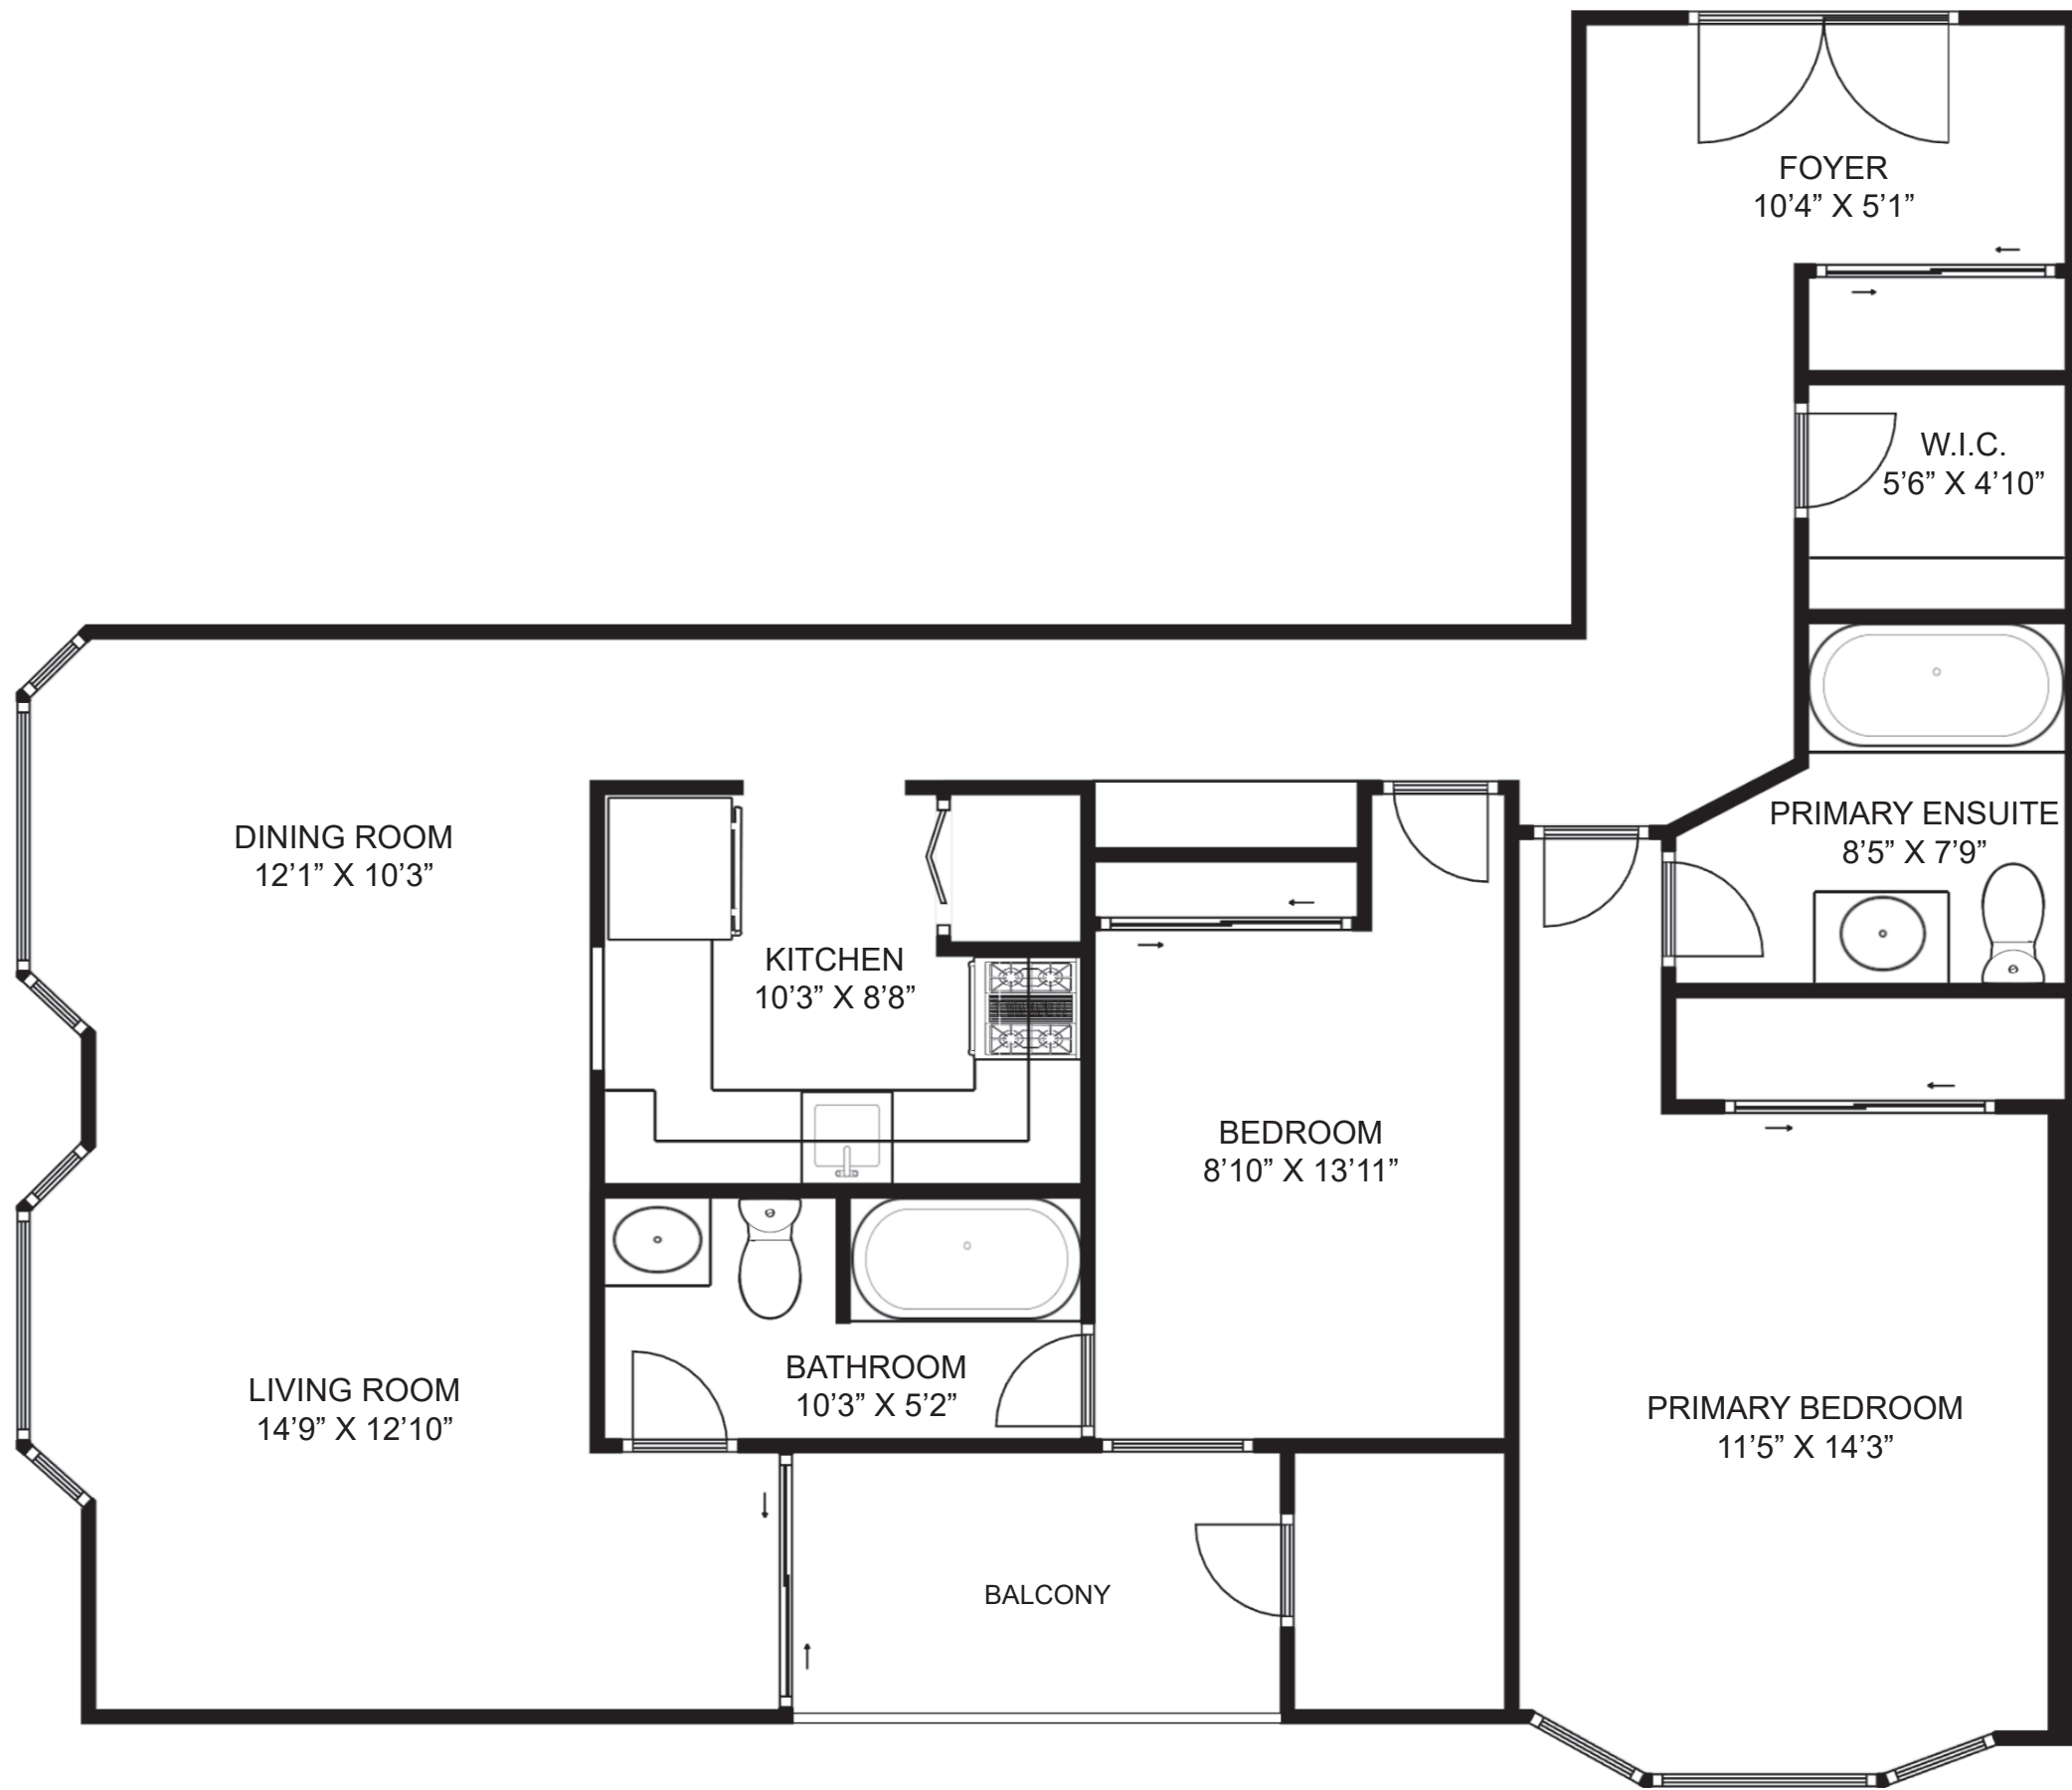 FOYER
10’4” X 5’1”
W.I.C.
5’6” X 4’10”
PRIMARY ENSUITE
8’5” X 7’9”
DINING ROOM
12’1” X 10’3”
KITCHEN
10’3” X 8’8”
BEDROOM
8’10” X 13’11”
BATHROOM
10’3” X 5’2”
LIVING ROOM
14’9” X 12’10”
PRIMARY BEDROOM
11’5” X 14’3”
BALCONY